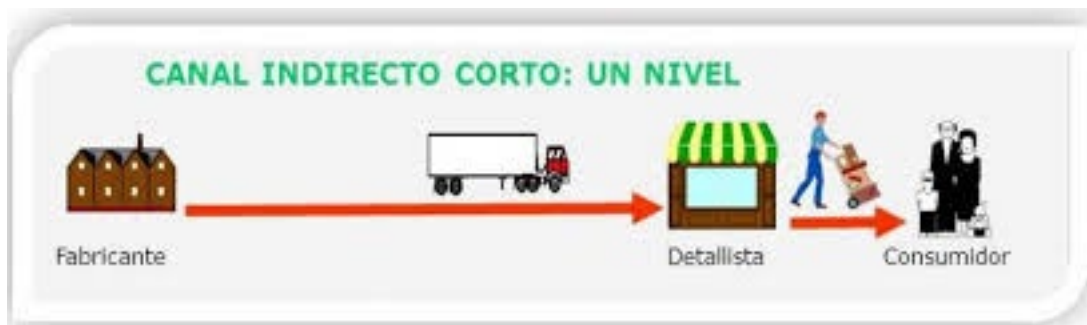 CANAL INDIRECTO CORTO: UN NIVEL
Fabricante
Detallista
Consumidor